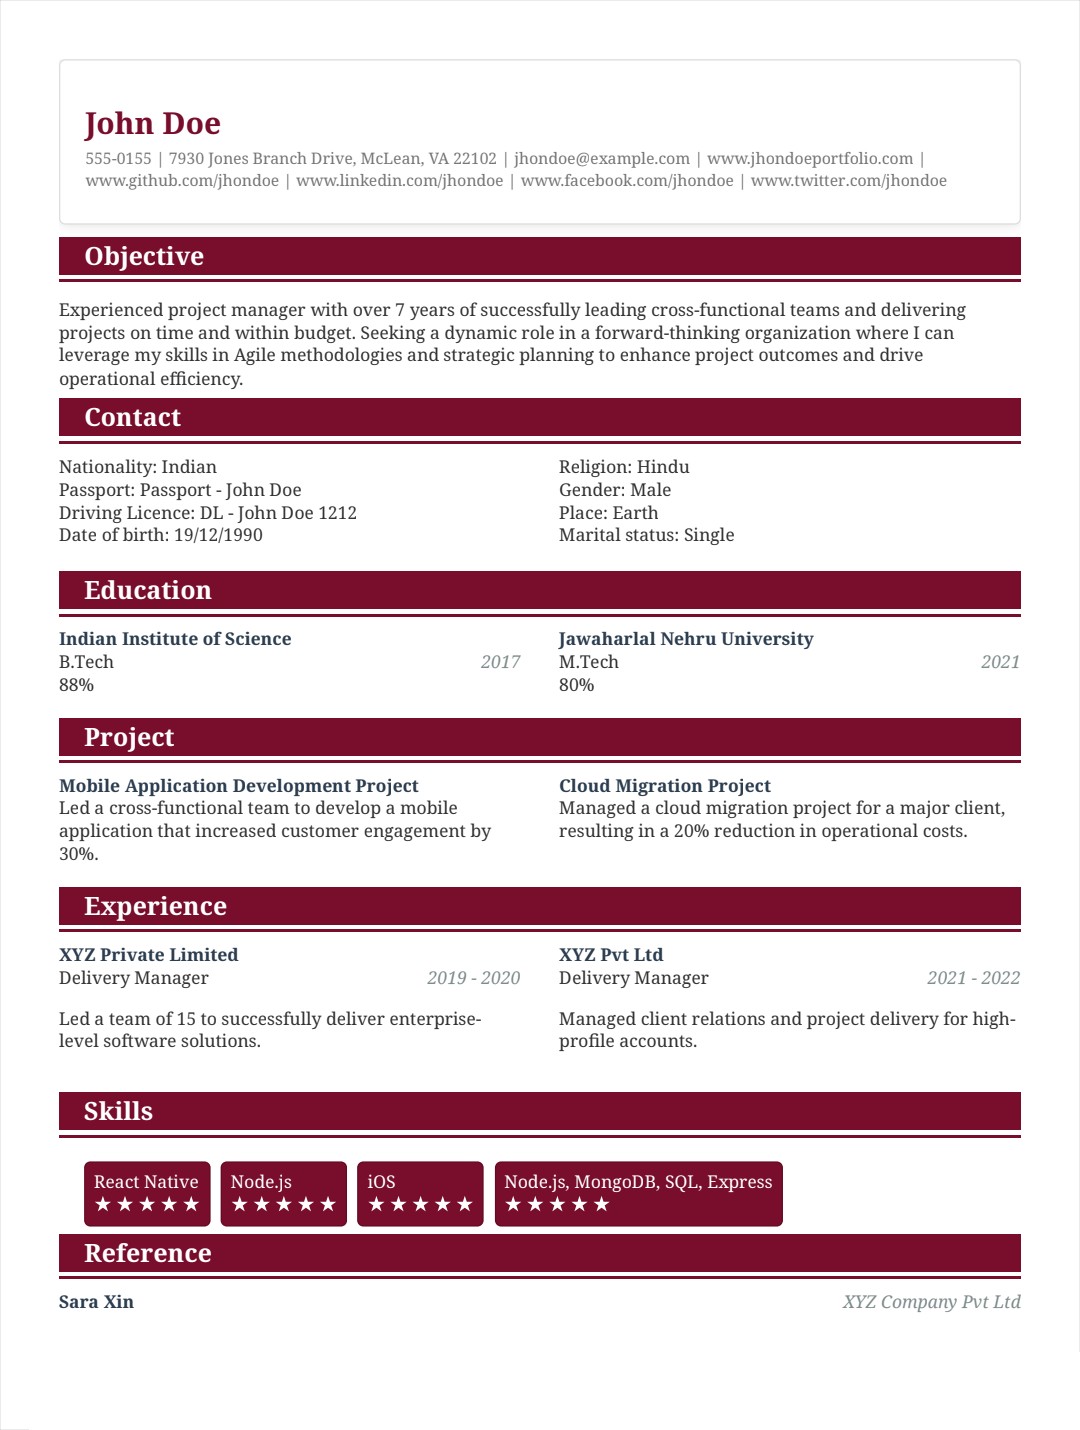 John Doe
555-0155 | 7930 Jones Branch Drive, McLean, VA 22102 | jhondoe@example.com | www.jhondoeportfolio.com |
www.github.com/jhondoe | www.linkedin.com/jhondoe | www.facebook.com/jhondoe | www.twitter.com/jhondoe
Objective
Experienced project manager with over 7 years of successfully leading cross-functional teams and delivering
projects on time and within budget. Seeking a dynamic role in a forward-thinking organization where I can
leverage my skills in Agile methodologies and strategic planning to enhance project outcomes and drive
operational efficiency.
Contact
Nationality: Indian
Passport: Passport - John Doe
Driving Licence: DL - John Doe 1212
Date of birth: 19/12/1990
Religion: Hindu
Gender: Male
Place: Earth
Marital status: Single
Education
Indian Institute of Science
B.Tech 2017
88%
Jawaharlal Nehru University
M.Tech 2021
80%
Project
Mobile Application Development Project
Led a cross-functional team to develop a mobile
application that increased customer engagement by
30%.
Cloud Migration Project
Managed a cloud migration project for a major client,
resulting in a 20% reduction in operational costs.
Experience
XYZ Private Limited
Delivery Manager 2019 - 2020
Led a team of 15 to successfully deliver enterprise-
level software solutions.
XYZ Pvt Ltd
Delivery Manager 2021 - 2022
Managed client relations and project delivery for high-
profile accounts.
Skills
React Native
★ ★ ★ ★ ★
Node.js
★ ★ ★ ★ ★
iOS
★ ★ ★ ★ ★
Node.js, MongoDB, SQL, Express
★ ★ ★ ★ ★
Reference
Sara Xin XYZ Company Pvt Ltd